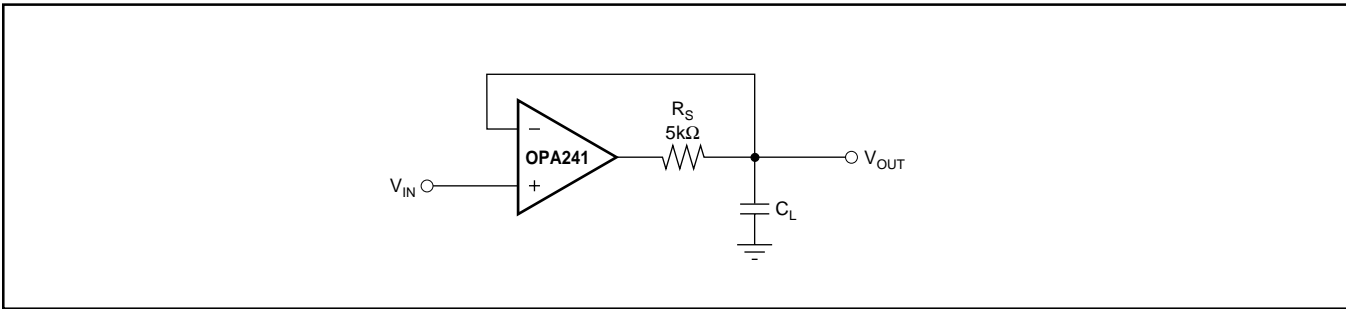 R_S
5kΩ
−
OPA241
V_OUT
V_IN
+
C_L